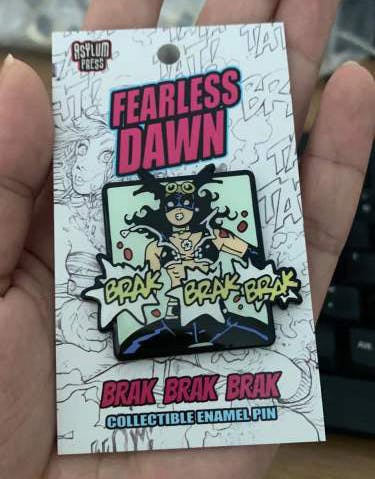 ASYLUM
PRESS
FEARLESS
DAWN
BRAK BRAK BRAK
BRAK BRAK BRAK
COLLECTIBLE ENAMEL PIN